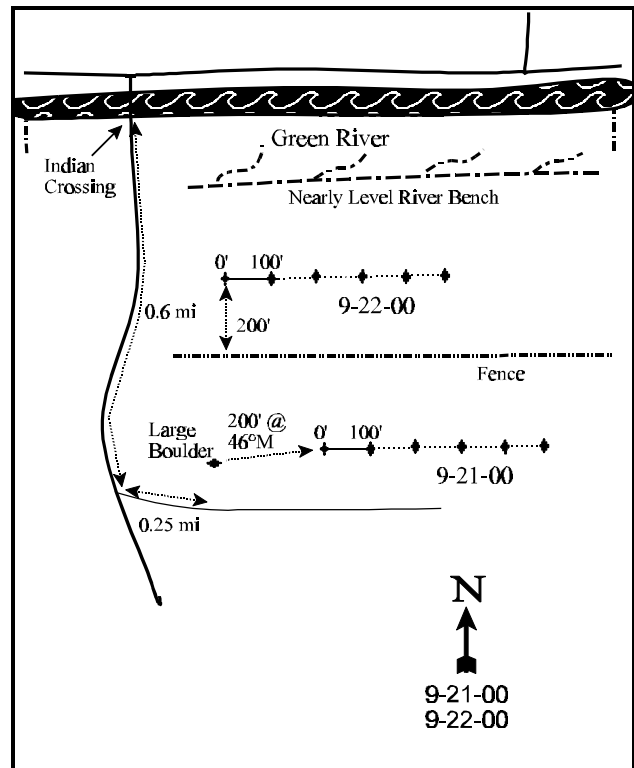 Green River
Indian
Crossing
Nearly Level River Bench
0' 100'
9-22-00
0.6 mi
200'
Fence
Large
Boulder
200' @
46°M
0' 100'
9-21-00
0.25 mi
N
9-21-00
9-22-00